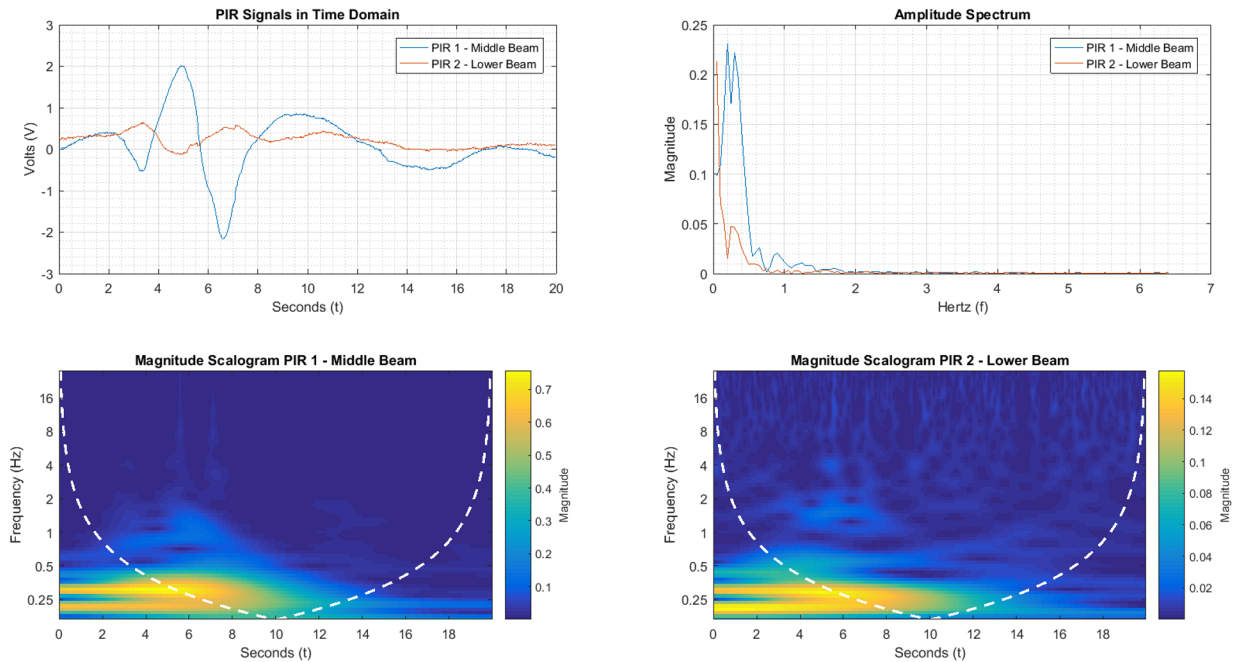 PIR Signals in Time Domain
PIR 1 - Middle Beam
PIR 2 - Lower Beam
Volts (V)
3
2
1
0
-1
-2
-3
0 2 4 6 8 10 12 14 16 18 20
Seconds (t)
Amplitude Spectrum
PIR 1 - Middle Beam
PIR 2 - Lower Beam
Magnitude
0.25
0.2
0.15
0.1
0.05
0
0 1 2 3 4 5 6 7
Hertz (f)
Magnitude Scalogram PIR 1 - Middle Beam
Frequency (Hz)
16
8
4
2
1
0.5
0.25
0 2 4 6 8 10 12 14 16 18
Seconds (t)
0.7
0.6
0.5
0.4
0.3
0.2
0.1
Magnitude
Magnitude Scalogram PIR 2 - Lower Beam
Frequency (Hz)
16
8
4
2
1
0.5
0.25
0 2 4 6 8 10 12 14 16 18
Seconds (t)
0.14
0.12
0.1
0.08
0.06
0.04
0.02
Magnitude